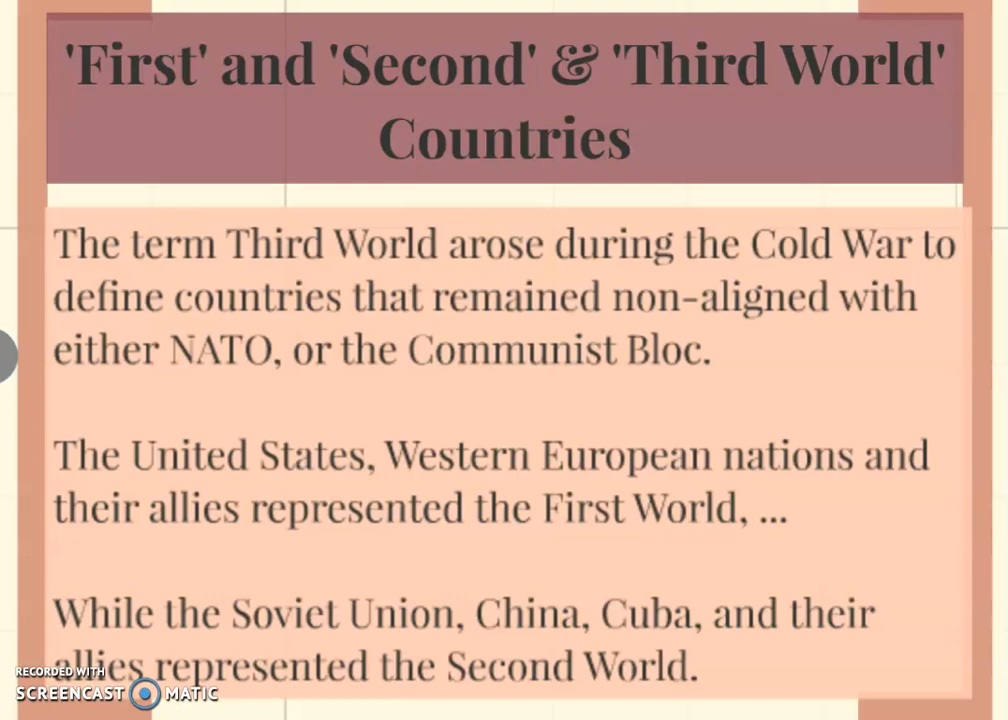 'First' and 'Second' & 'Third World'
Countries
The term Third World arose during the Cold War to
define countries that remained non-aligned with
either NATO, or the Communist Bloc.
The United States, Western European nations and
their allies represented the First World, ...
While the Soviet Union, China, Cuba, and their
allies represented the Second World.
RECORDED WITH
SCREENCAST MATIC